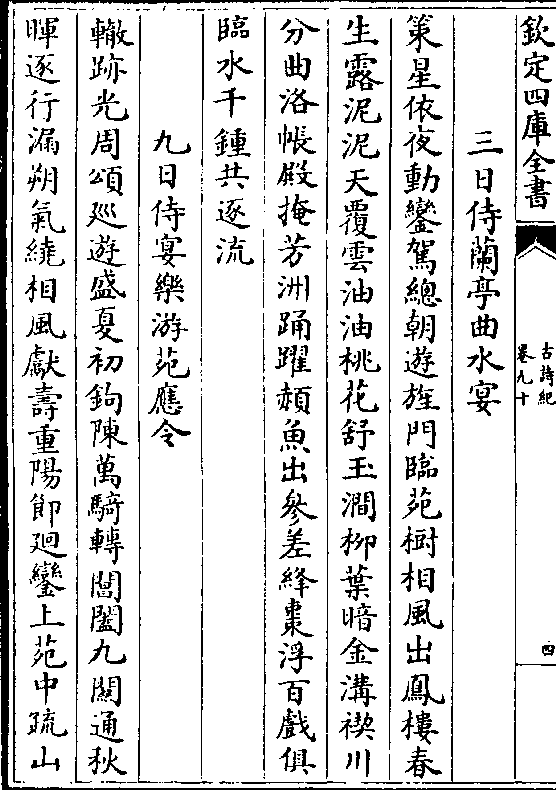 欽定四庫全書
古詩紀
卷九十
四
三日侍蘭亭曲水宴
策星依夜動鑾駕總朝遊旌門臨苑樹相風出鳳樓春
生露泥泥天覆雲油油桃花舒玉澗柳葉暗金溝禊川
分曲洛帳殿掩芳洲踊躍頳魚出參差絳棗浮百戲俱
臨水千鍾共逐流
九日侍宴樂游苑應令
轍跡光周頌廵遊盛夏初鉤陳萬騎轉閶闔九關通秋
暉逐行漏朔氣繞相風獻壽重陽節廻鑾上苑中疏山